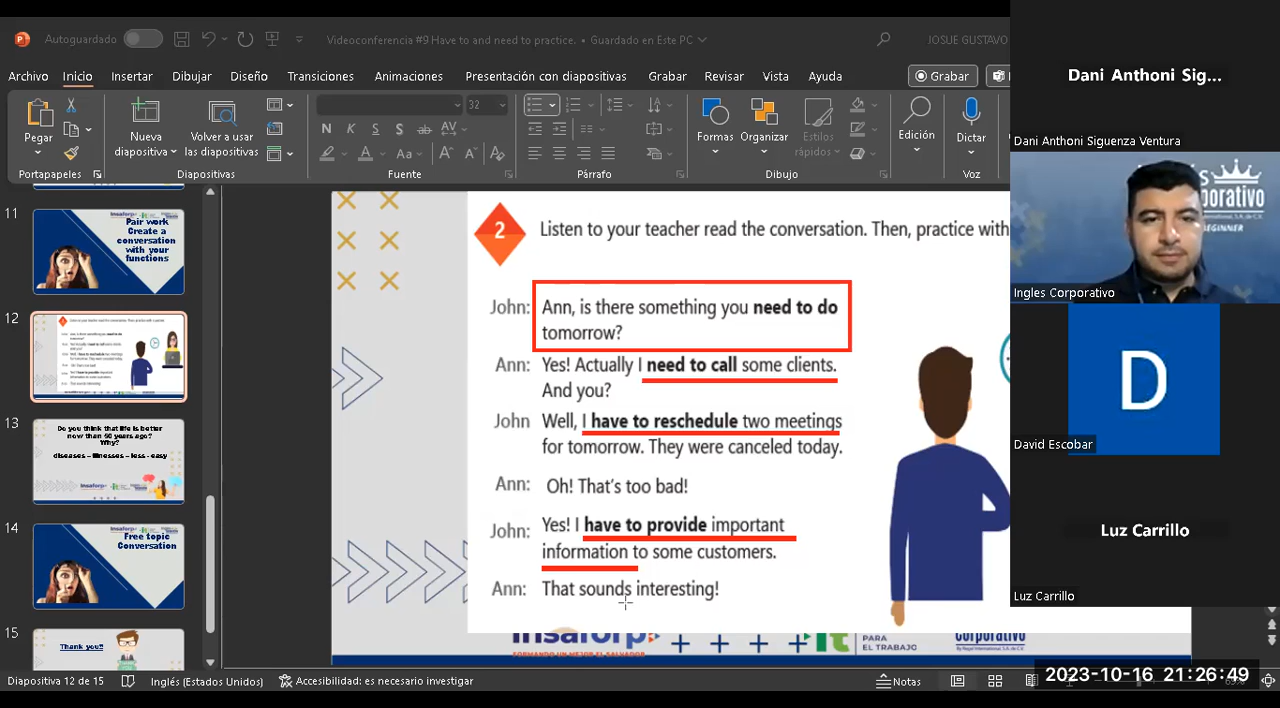 Autoguardado
Videoconferencia #9 Have to and need to practice. • Guardado en Este PC
JOSUE GUSTAVO
Archivo Inicio Insertar Dibujar Diseño Transiciones Animaciones Presentación con diapositivas Grabar Revisar Vista Ayuda
Grabar
32
Pegar
Nueva diapositiva
Volver a usar las diapositivas
Formas
Organizar
Estilos rápidos
Edición
Dictar
Portapapeles
Diapositivas
Fuente
Párrafo
Dibujo
Voz
11
Pair work
Create a
conversation
with your
functions
12
13
Do you think that life is better
now than 50 years ago?
Why?
diseases – illnesses – less - easy
14
Free topic
Conversation
15
Thank you!!
2
Listen to your teacher read the conversation. Then, practice with
John: Ann, is there something you need to do
tomorrow?
Ann: Yes! Actually I need to call some clients.
And you?
John Well, I have to reschedule two meetings
for tomorrow. They were canceled today.
Ann: Oh! That's too bad!
John: Yes! I have to provide important
information to some customers.
Ann: That sounds interesting!
insaforp
FORMANDO UN MEJOR EL SALVADOR
PARA
EL TRABAJO
Corporativo
Dani Anthoni Sig...
Dani Anthoni Siguenza Ventura
BEGINNER
Ingles Corporativo
D
David Escobar
Luz Carrillo
Luz Carrillo
Diapositiva 12 de 15
Inglés (Estados Unidos)
Accesibilidad: es necesario investigar
Notas
2023-10-16 21:26:49